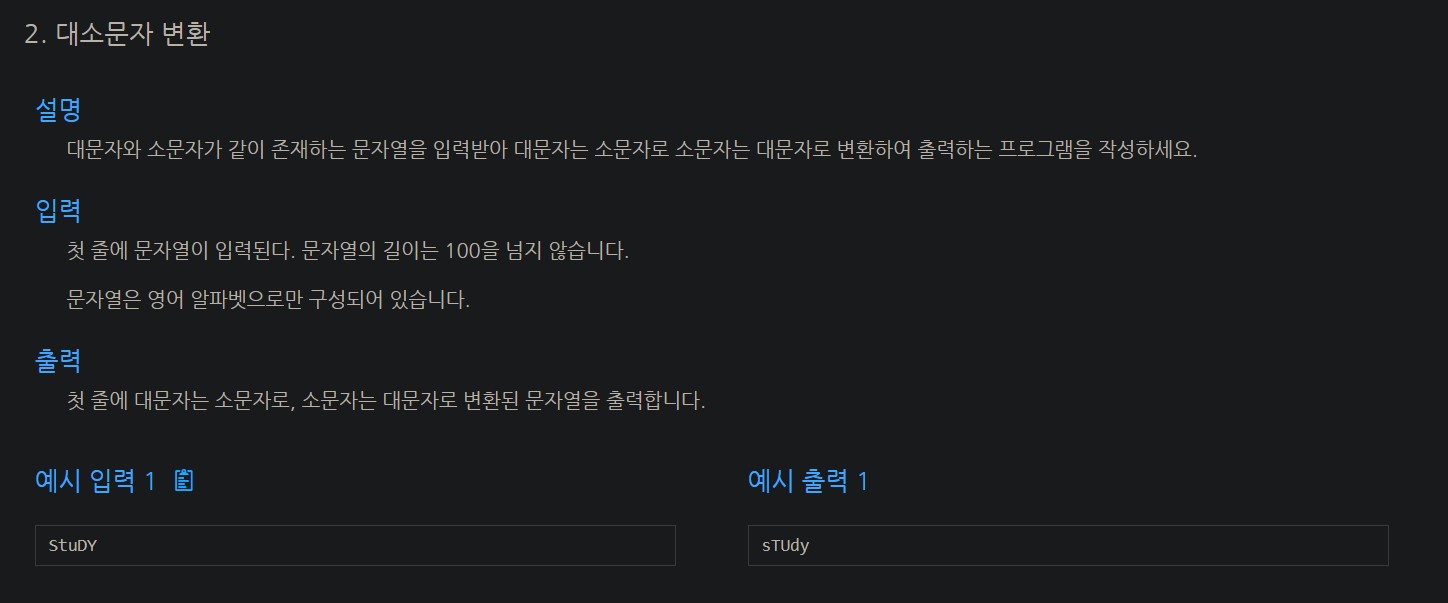 2. 대소문자 변환
설명
대문자와 소문자가 같이 존재하는 문자열을 입력받아 대문자는 소문자로 소문자는 대문자로 변환하여 출력하는 프로그램을 작성하세요.
입력
첫 줄에 문자열이 입력된다. 문자열의 길이는 100을 넘지 않습니다.
문자열은 영어 알파벳으로만 구성되어 있습니다.
출력
첫 줄에 대문자는 소문자로, 소문자는 대문자로 변환된 문자열을 출력합니다.
예시 입력 1
StuDY
예시 출력 1
sTUdy